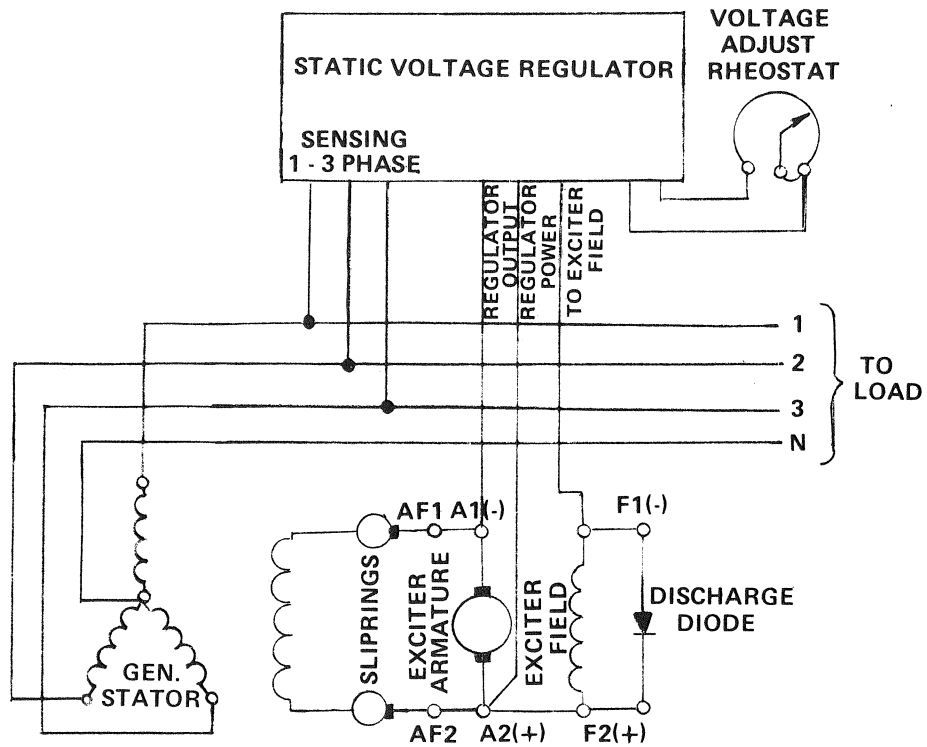 VOLTAGE
ADJUST
RHEOSTAT
STATIC VOLTAGE REGULATOR
SENSING
1 - 3 PHASE
REGULATOR
OUTPUT
REGULATOR
POWER
TO EXCITER
FIELD
1
2
3
N
TO
LOAD
AF1 A1(-)
F1(-)
SLIPRINGS
EXCITER
ARMATURE
EXCITER
FIELD
DISCHARGE
DIODE
GEN.
STATOR
AF2 A2(+) F2(+)